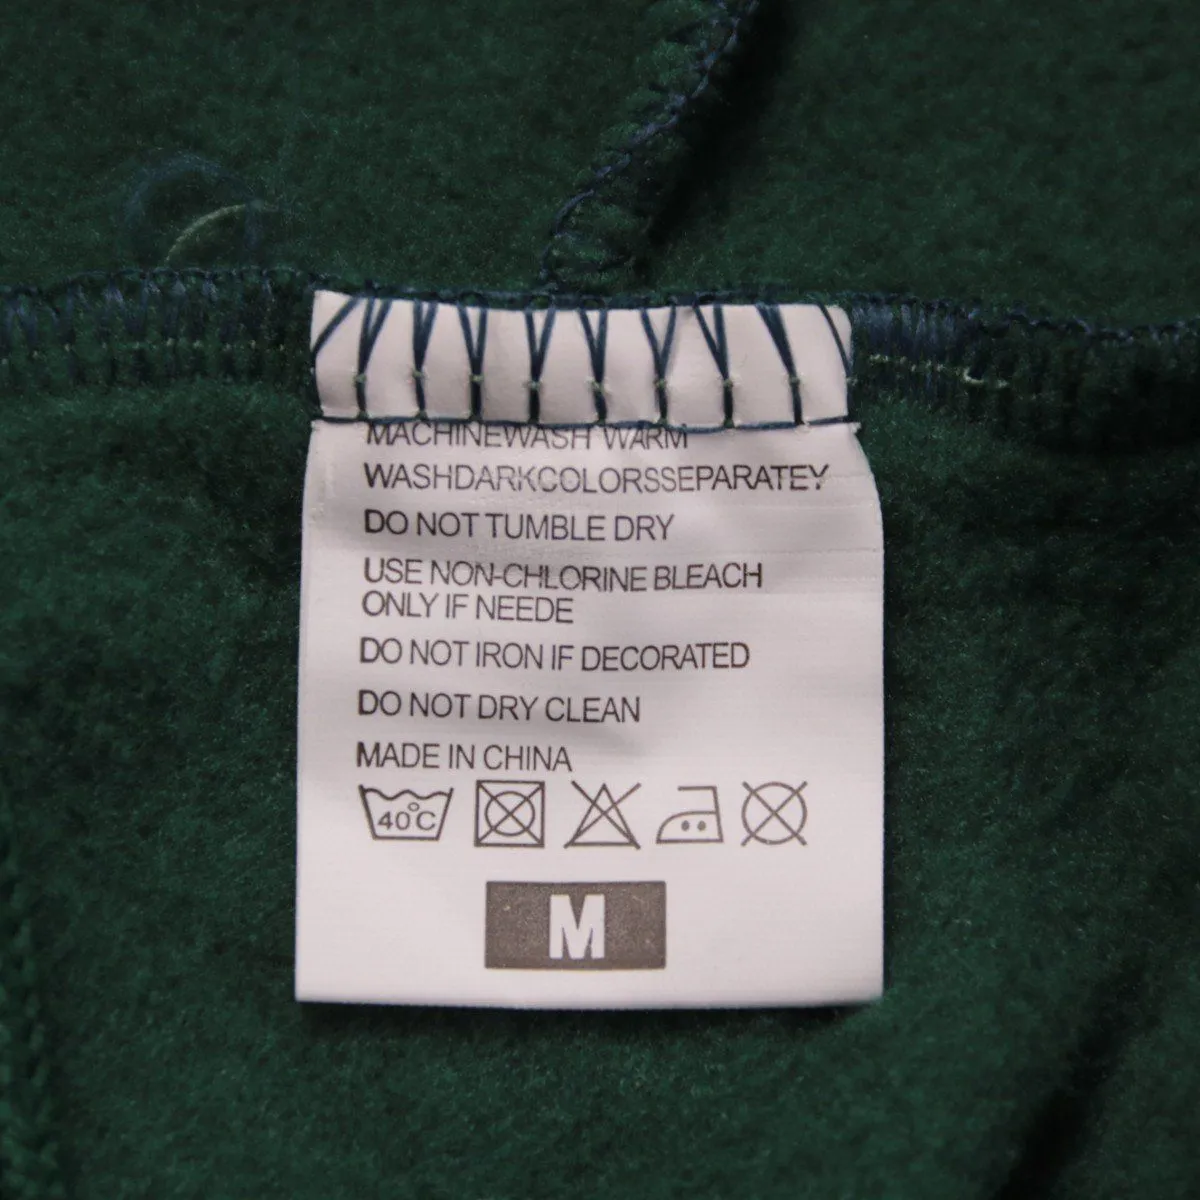 MACHINEWASH WARM
WASHDARKCOLORSSEPARATEY
DO NOT TUMBLE DRY
USE NON-CHLORINE BLEACH
ONLY IF NEEDE
DO NOT IRON IF DECORATED
DO NOT DRY CLEAN
MADE IN CHINA
40°C
M